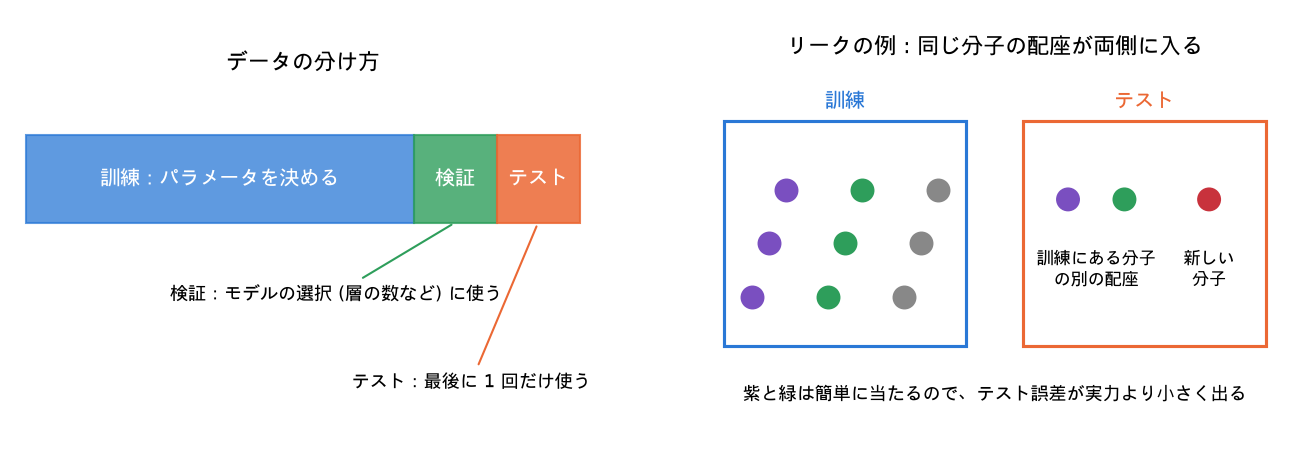 データの分け方
訓練：パラメータを決める
検証
テスト
検証：モデルの選択 (層の数など) に使う
テスト：最後に 1 回だけ使う
リークの例：同じ分子の配座が両側に入る
訓練
テスト
訓練にある分子
の別の配座
新しい
分子
紫と緑は簡単に当たるので、テスト誤差が実力より小さく出る